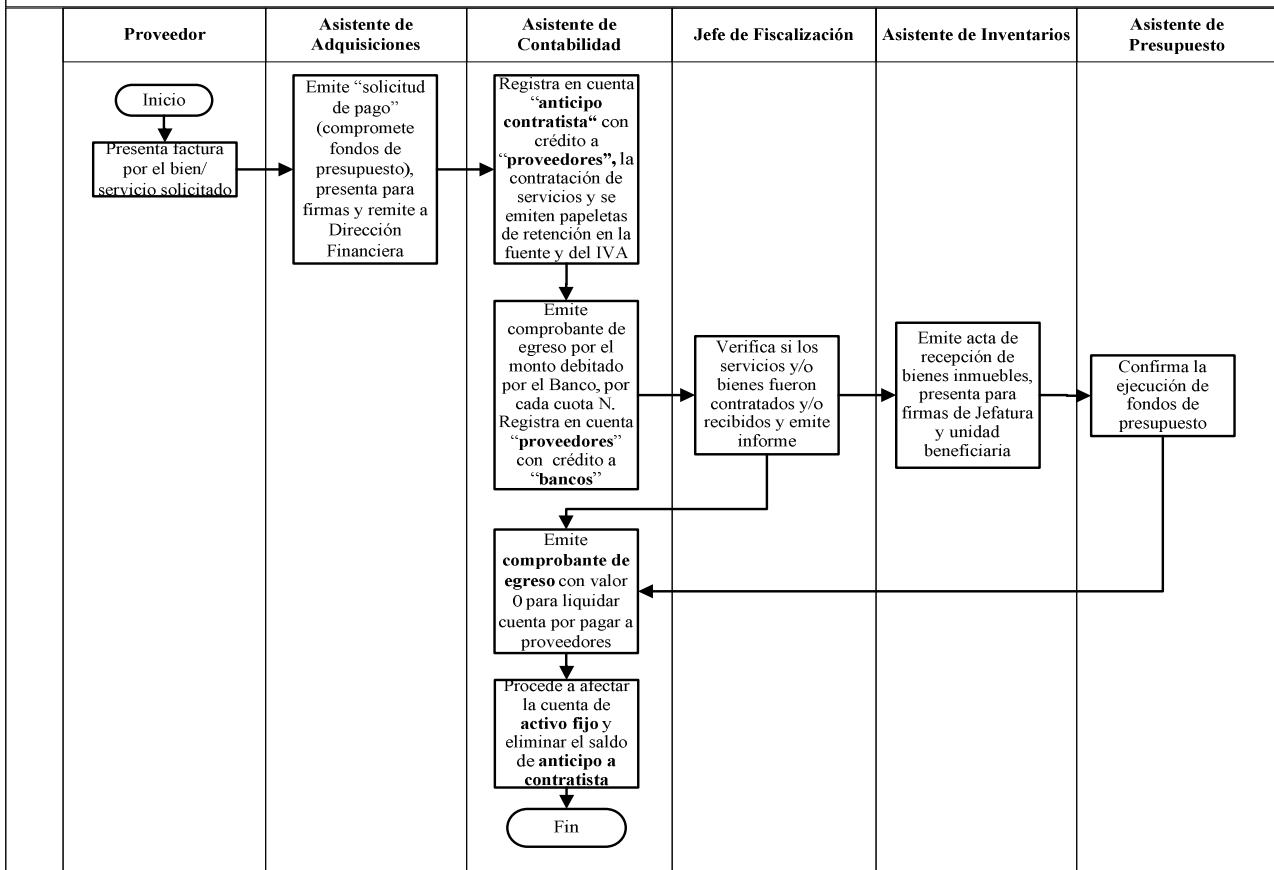 Proveedor
Asistente de
Adquisiciones
Asistente de
Contabilidad
Jefe de Fiscalización
Asistente de Inventarios
Asistente de
Presupuesto
Inicio
Presenta factura
por el bien/
servicio solicitado
Emite “solicitud
de pago”
(compromete
fondos de
presupuesto),
presenta para
firmas y remite a
Dirección
Financiera
Registra en cuenta
“anticipo
contratista“ con
crédito a
“proveedores”, la
contratación de
servicios y se
emiten papeletas
de retención en la
fuente y del IVA
Emite
comprobante de
egreso por el
monto debitado
por el Banco, por
cada cuota N.
Registra en cuenta
“proveedores”
con crédito a
“bancos”
Verifica si los
servicios y/o
bienes fueron
contratados y/o
recibidos y emite
informe
Emite acta de
recepción de
bienes inmuebles,
presenta para
firmas de Jefatura
y unidad
beneficiaria
Confirma la
ejecución de
fondos de
presupuesto
Emite
comprobante de
egreso con valor
0 para liquidar
cuenta por pagar a
proveedores
Procede a afectar
la cuenta de
activo fijo y
eliminar el saldo
de anticipo a
contratista
Fin